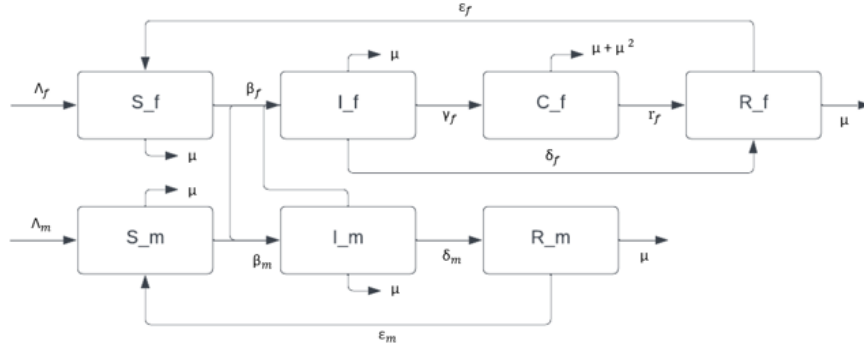 ε_f
μ
μ + μ²
Λ_f
S_f
β_f
I_f
γ_f
C_f
r_f
R_f
μ
μ
δ_f
μ
Λ_m
S_m
β_m
I_m
δ_m
R_m
μ
μ
ε_m